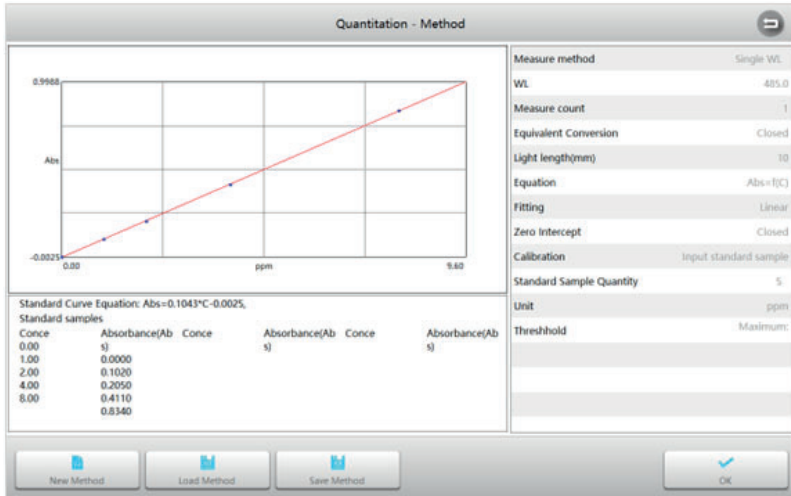 Quantitation - Method
0.9988
Abs
-0.0025
0.00
ppm
9.60
Standard Curve Equation: Abs=0.1043*C-0.0025,
Standard samples
Conce Absorbance(Ab Conce Absorbance(Ab Conce Absorbance(Ab
0.00 s) s) s)
1.00 0.0000
2.00 0.1020
4.00 0.2050
8.00 0.4110
0.8340
Measure method Single WL
WL 485.0
Measure count 1
Equivalent Conversion Closed
Light length(mm) 10
Equation Abs=f(C)
Fitting Linear
Zero Intercept Closed
Calibration Input standard sample
Standard Sample Quantity 5
Unit ppm
Threshhold Maximum:
New Method
Load Method
Save Method
OK